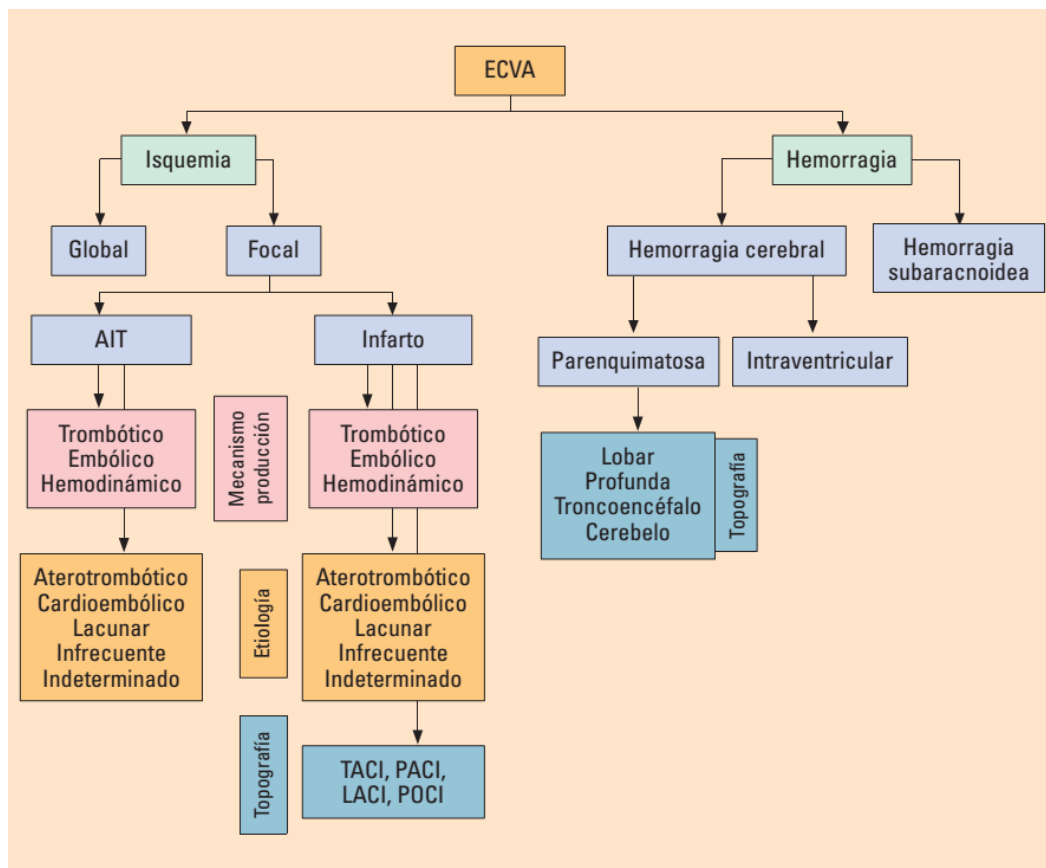 ECVA
Isquemia
Hemorragia
Global
Focal
Hemorragia cerebral
Hemorragia
subaracnoidea
AIT
Infarto
Parenquimatosa
Intraventricular
Trombótico
Embólico
Hemodinámico
Mecanismo
producción
Trombótico
Embólico
Hemodinámico
Lobar
Profunda
Troncoencéfalo
Cerebelo
Topografía
Aterotrombótico
Cardioembólico
Lacunar
Infrecuente
Indeterminado
Etiología
Aterotrombótico
Cardioembólico
Lacunar
Infrecuente
Indeterminado
Topografía
TACI, PACI,
LACI, POCI